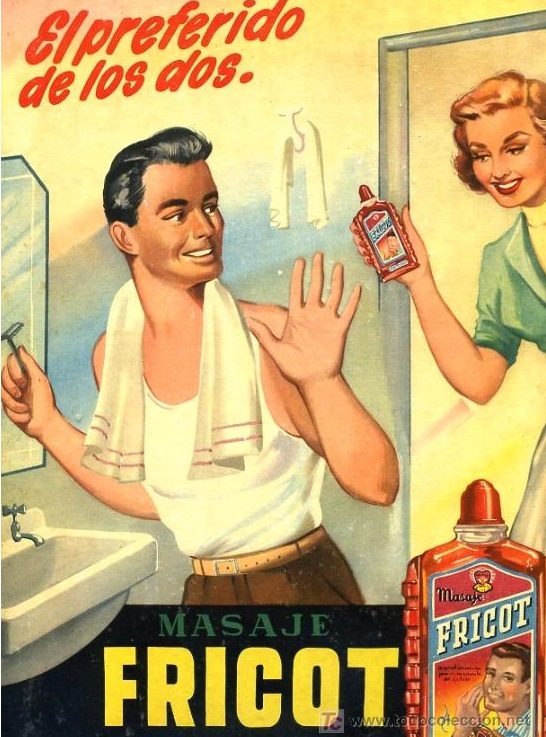 El preferido
de los dos.
MASAJE
FRICOT
Masaje
FRICOT
www.todocoleccion.net